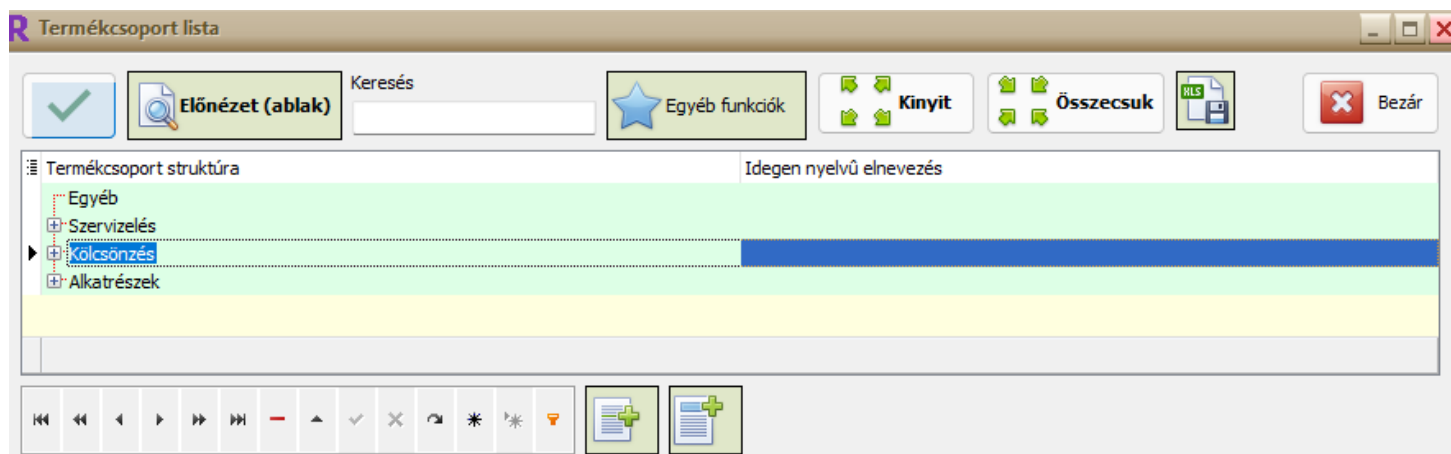 R Termékcsoport lista
Előnézet (ablak)
Keresés
Egyéb funkciók
Kinyit
Összecsuk
XLS
Bezár
Termékcsoport struktúra Idegen nyelvû elnevezés
Egyéb
Szervizelés
Kölcsönzés
Alkatrészek